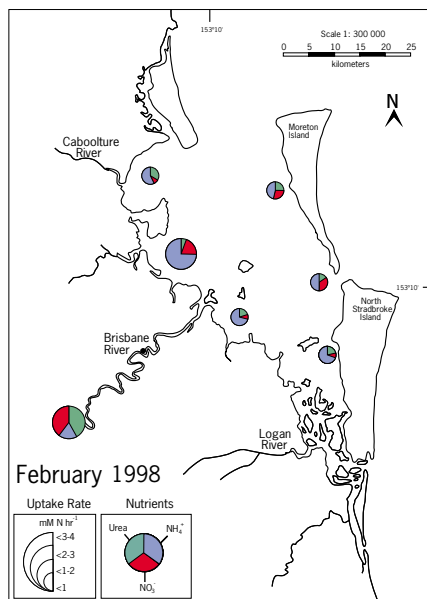 153°10'
Scale 1: 300 000
0 5 10 15 20 25
kilometers
N
Caboolture
River
Moreton
Island
153°10'
North
Stradbroke
Island
Brisbane
River
Logan
River
February 1998
Uptake Rate
mM N hr⁻¹
<3-4
<2-3
<1-2
<1
Nutrients
Urea
NH₄⁺
NO₃⁻